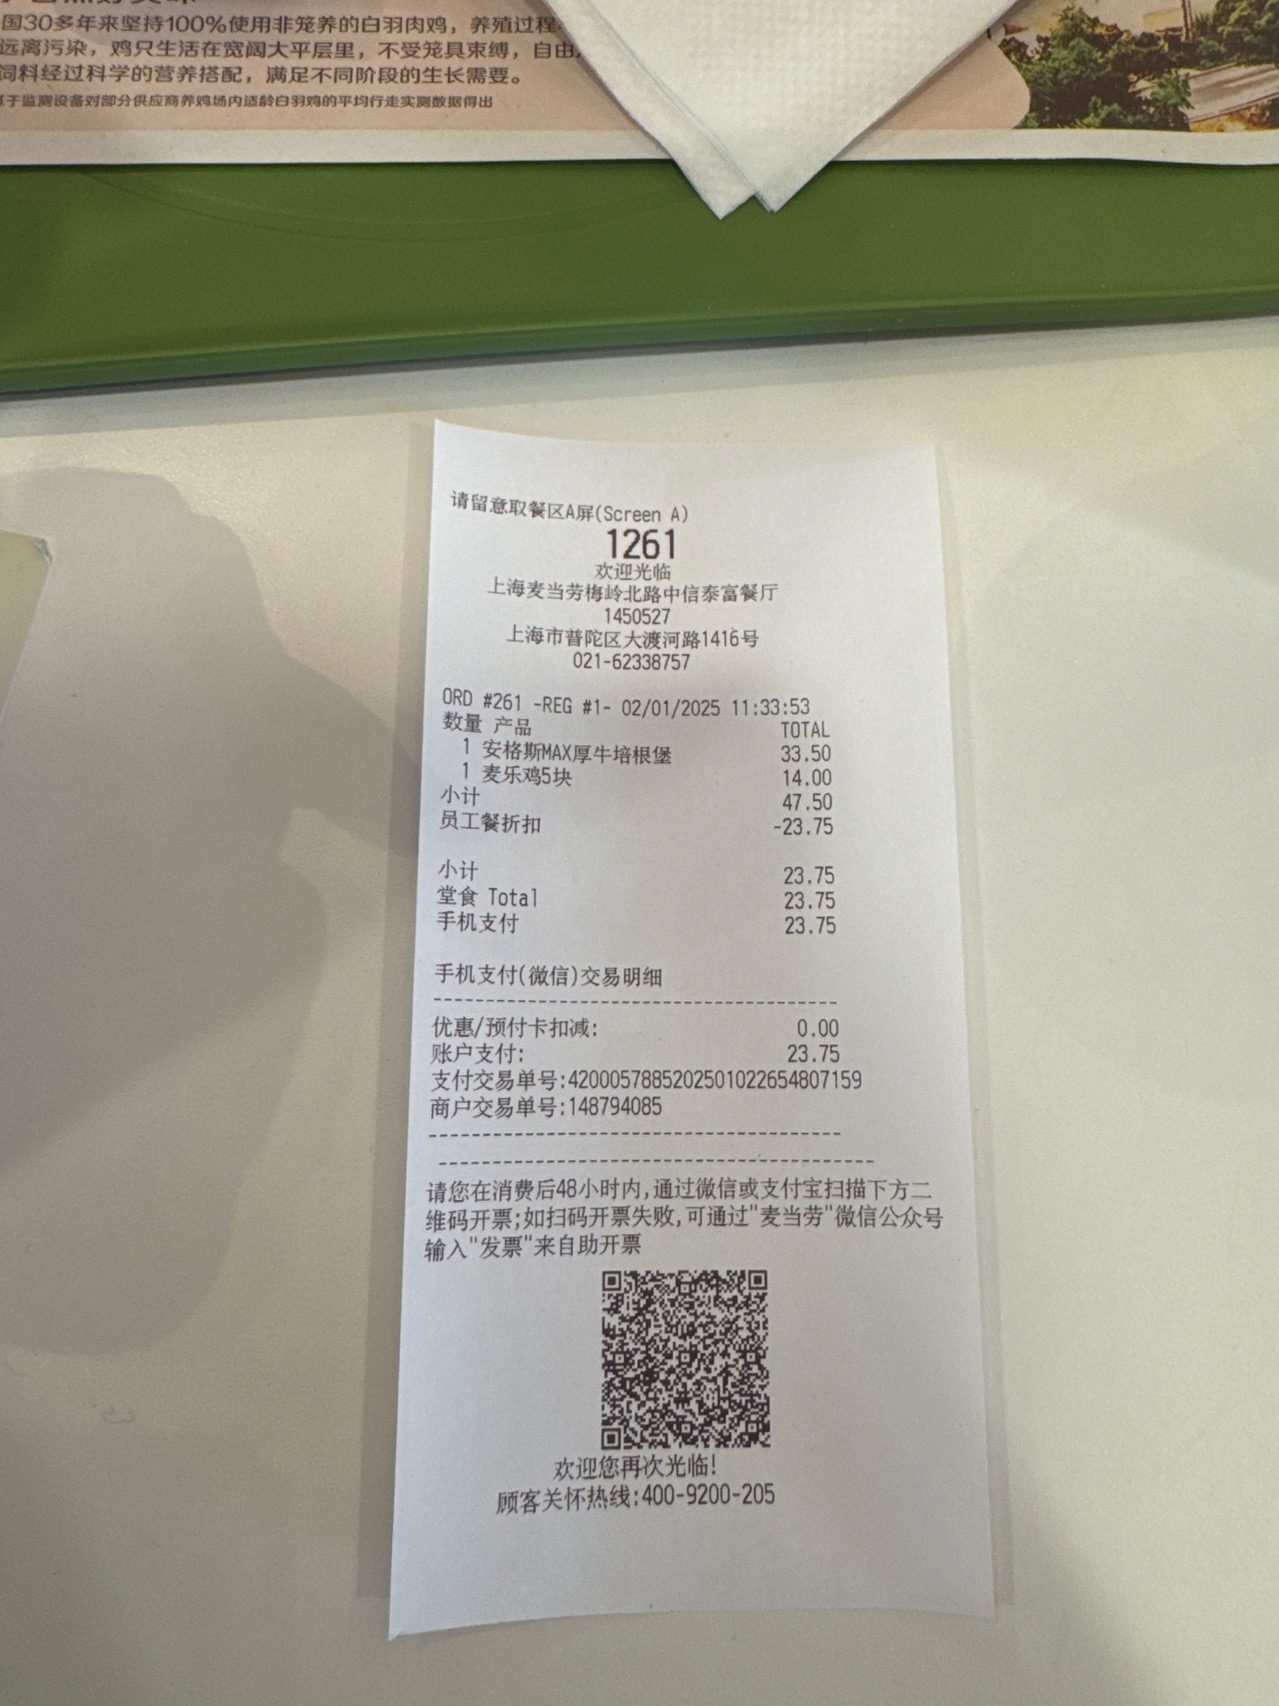 国30多年来坚持100%使用非笼养的白羽肉鸡，养殖过程
远离污染，鸡只生活在宽阔大平层里，不受笼具束缚，自由
饲料经过科学的营养搭配，满足不同阶段的生长需要。
于监测设备对部分供应商养鸡场内适龄白羽鸡的平均行走实测数据得出
请留意取餐区A屏(Screen A)
1261
欢迎光临
上海麦当劳梅岭北路中信泰富餐厅
1450527
上海市普陀区大渡河路1416号
021-62338757
ORD #261 -REG #1- 02/01/2025 11:33:53
数量 产品 TOTAL
1 安格斯MAX厚牛培根堡 33.50
1 麦乐鸡5块 14.00
小计 47.50
员工餐折扣 -23.75
小计 23.75
堂食 Total 23.75
手机支付 23.75
手机支付(微信)交易明细
----------------------------------------
优惠/预付卡扣减: 0.00
账户支付: 23.75
支付交易单号:4200057885202501022654807159
商户交易单号:148794085
----------------------------------------
------------------------------------------
请您在消费后48小时内,通过微信或支付宝扫描下方二
维码开票;如扫码开票失败,可通过"麦当劳"微信公众号
输入"发票"来自助开票
欢迎您再次光临!
顾客关怀热线:400-9200-205